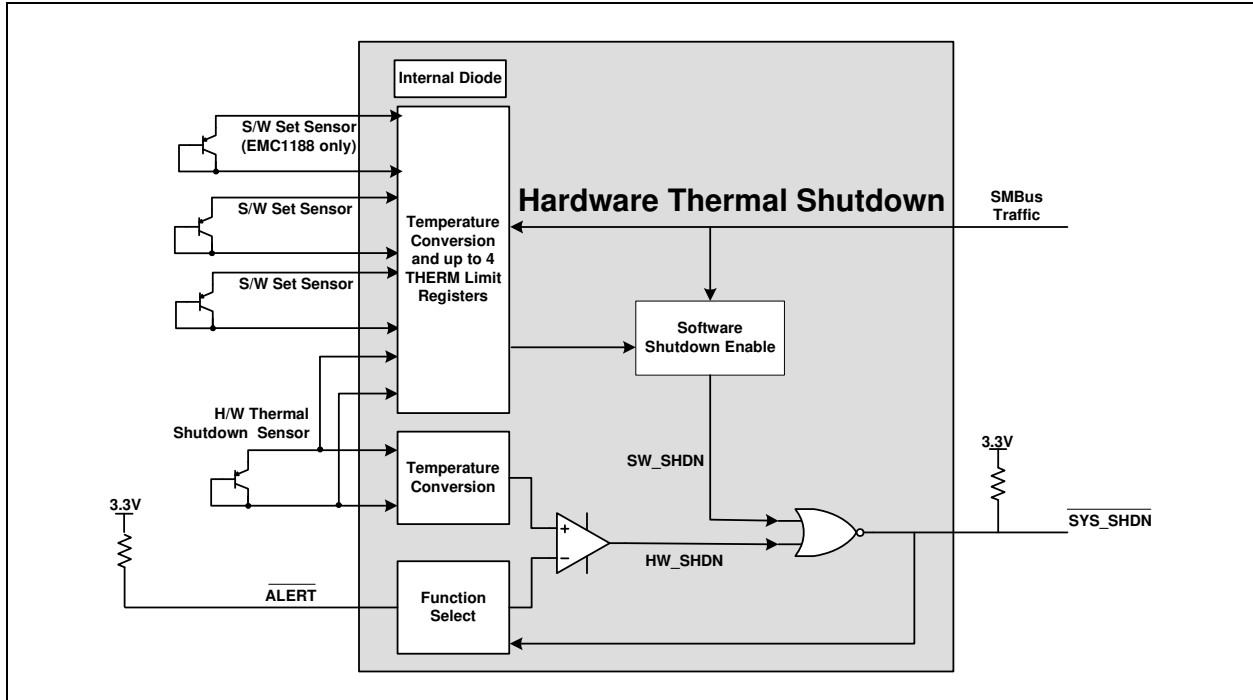 Internal Diode
S/W Set Sensor
(EMC1188 only)
S/W Set Sensor
S/W Set Sensor
Temperature
Conversion
and up to 4
THERM Limit
Registers
Hardware Thermal Shutdown
SMBus
Traffic
Software
Shutdown Enable
H/W Thermal
Shutdown Sensor
Temperature
Conversion
SW_SHDN
3.3V
3.3V
+
−
HW_SHDN
SYS_SHDN
ALERT
Function
Select